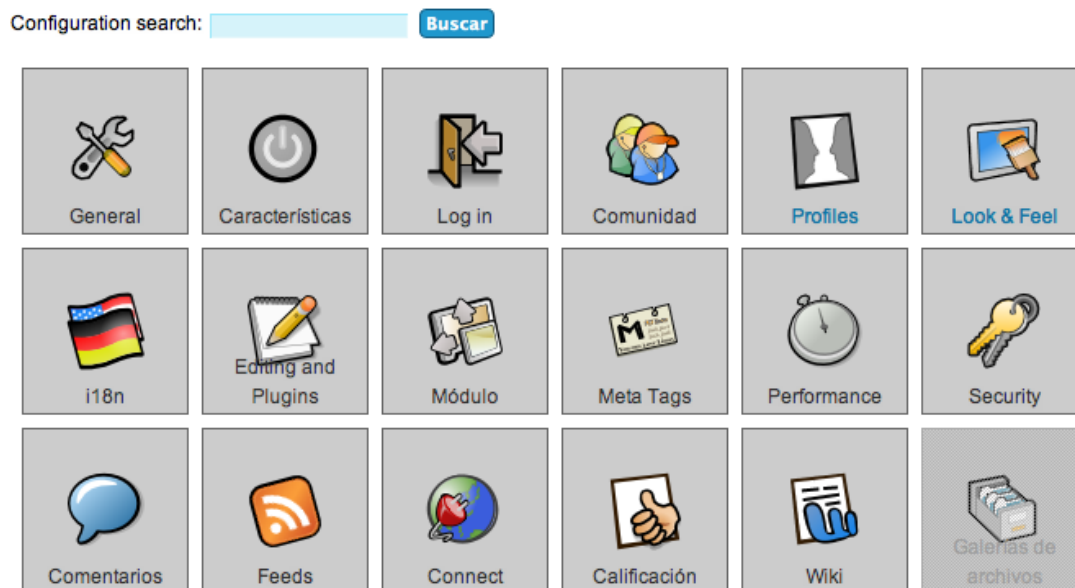 Configuration search:
Buscar
General
Características
Log in
Comunidad
Profiles
Look & Feel
i18n
Editing and
Plugins
Módulo
Meta Tags
Performance
Security
Comentarios
Feeds
Connect
Calificación
Wiki
Galerías de
archivos